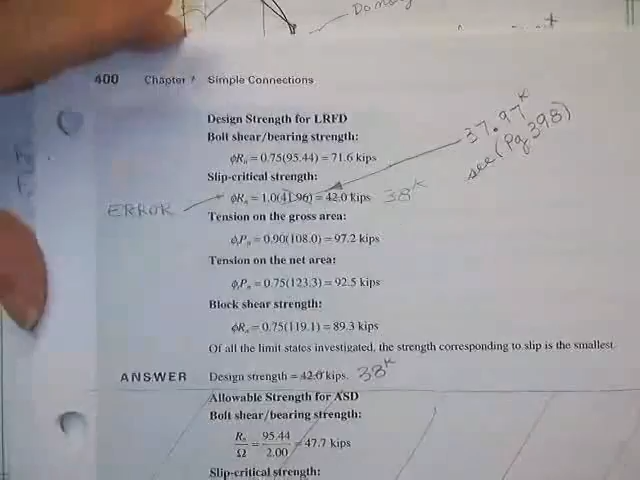 400 Chapter 7 Simple Connections
Design Strength for LRFD
Bolt shear/bearing strength:
ϕRₙ = 0.75(95.44) = 71.6 kips
37.97ᴷ
see (Pg 398)
Slip-critical strength:
ERROR
ϕRₙ = 1.0(41.96) = 42.0 kips 38ᴷ
Tension on the gross area:
ϕₜPₙ = 0.90(108.0) = 97.2 kips
Tension on the net area:
ϕₜPₙ = 0.75(123.3) = 92.5 kips
Block shear strength:
ϕRₙ = 0.75(119.1) = 89.3 kips
Of all the limit states investigated, the strength corresponding to slip is the smallest.
ANSWER Design strength = 42.0 kips. 38ᴷ
Allowable Strength for ASD
Bolt shear/bearing strength:
Rₙ/Ω = 95.44/2.00 = 47.7 kips
Slip-critical strength: